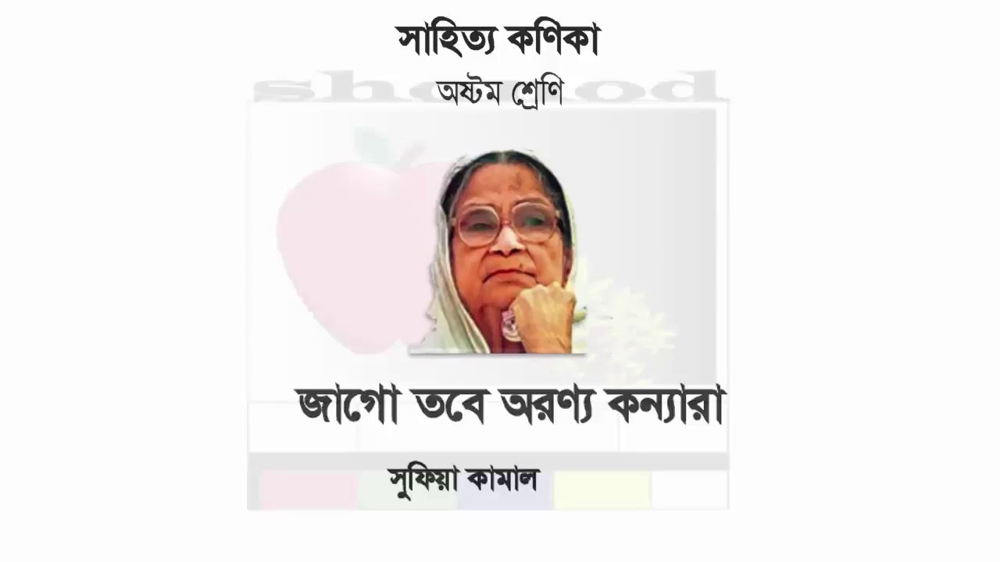 সাহিত্য কণিকা
অষ্টম শ্রেণি
জাগো তবে অরণ্য কন্যারা
সুফিয়া কামাল